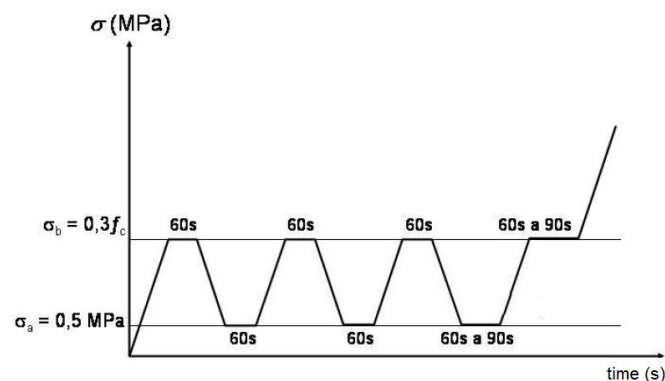 σ (MPa)
60s 60s 60s 60s a 90s
σb = 0,3fc
σa = 0,5 MPa
60s 60s 60s a 90s
time (s)